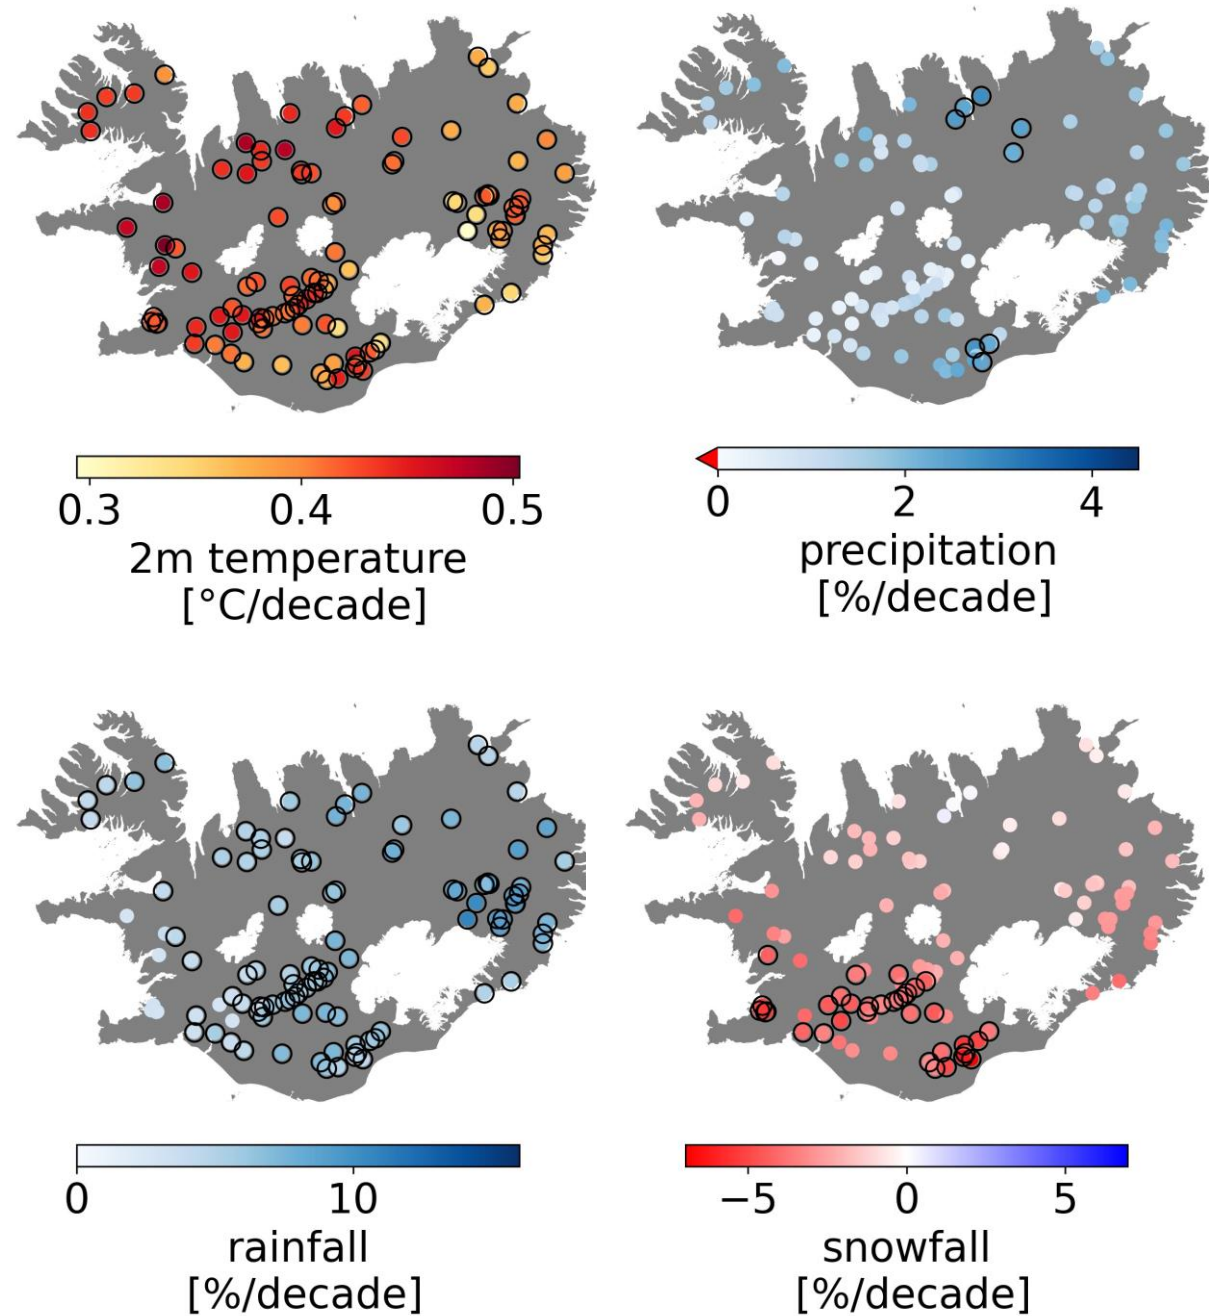 0.3 0.4 0.5
2m temperature
[°C/decade]
0 2 4
precipitation
[%/decade]
0 10
rainfall
[%/decade]
−5 0 5
snowfall
[%/decade]